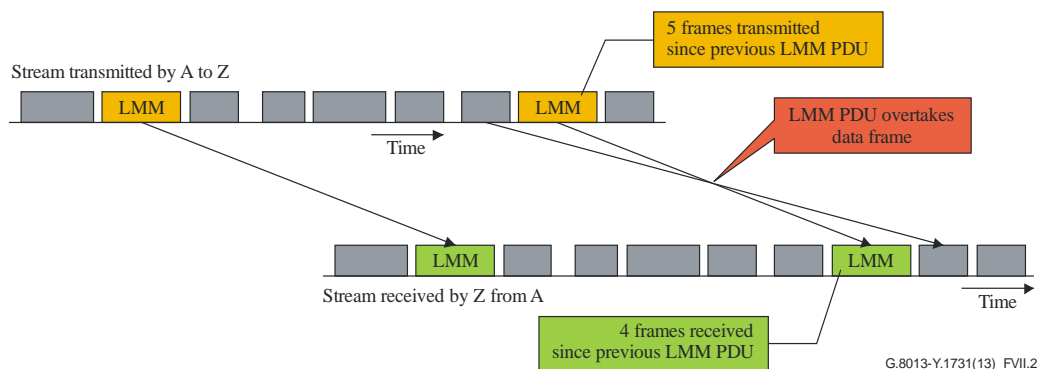 5 frames transmitted
since previous LMM PDU
Stream transmitted by A to Z
LMM
LMM
LMM PDU overtakes
data frame
Time
LMM
LMM
Stream received by Z from A
Time
4 frames received
since previous LMM PDU
G.8013-Y.1731(13)_FVII.2